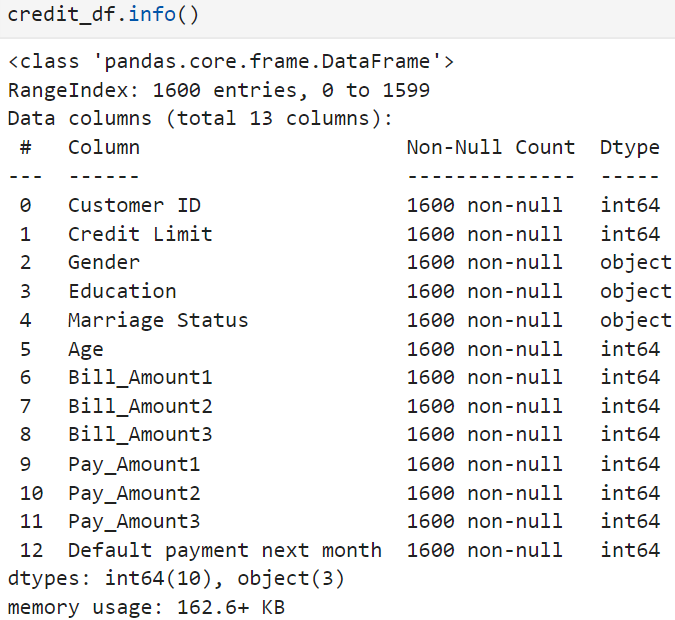 credit_df.info()
<class 'pandas.core.frame.DataFrame'>
RangeIndex: 1600 entries, 0 to 1599
Data columns (total 13 columns):
 #   Column                      Non-Null Count  Dtype
---  ------                      --------------  -----
 0   Customer ID                 1600 non-null   int64
 1   Credit Limit                1600 non-null   int64
 2   Gender                      1600 non-null   object
 3   Education                   1600 non-null   object
 4   Marriage Status             1600 non-null   object
 5   Age                         1600 non-null   int64
 6   Bill_Amount1                1600 non-null   int64
 7   Bill_Amount2                1600 non-null   int64
 8   Bill_Amount3                1600 non-null   int64
 9   Pay_Amount1                 1600 non-null   int64
 10  Pay_Amount2                 1600 non-null   int64
 11  Pay_Amount3                 1600 non-null   int64
 12  Default payment next month  1600 non-null   int64
dtypes: int64(10), object(3)
memory usage: 162.6+ KB